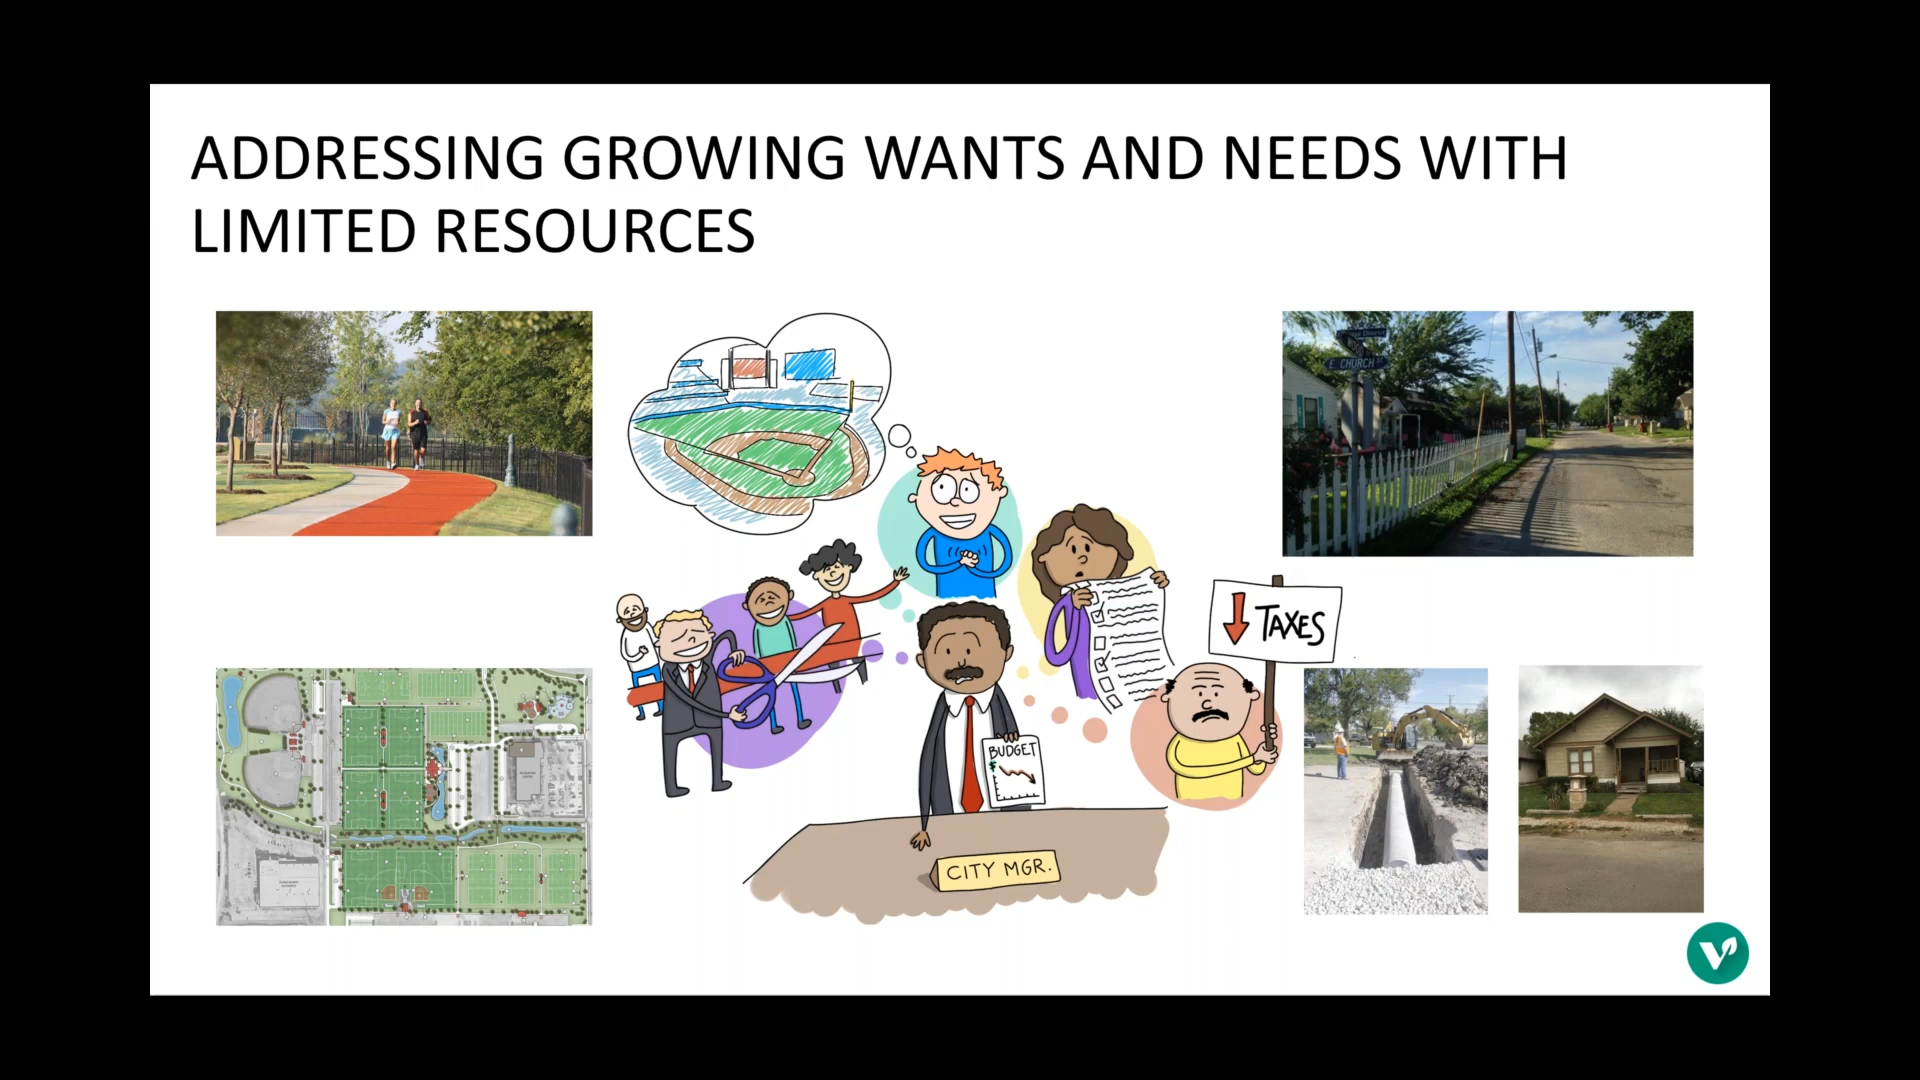 ADDRESSING GROWING WANTS AND NEEDS WITH
LIMITED RESOURCES
E CHURCH
TAXES
BUDGET
$
CITY MGR.